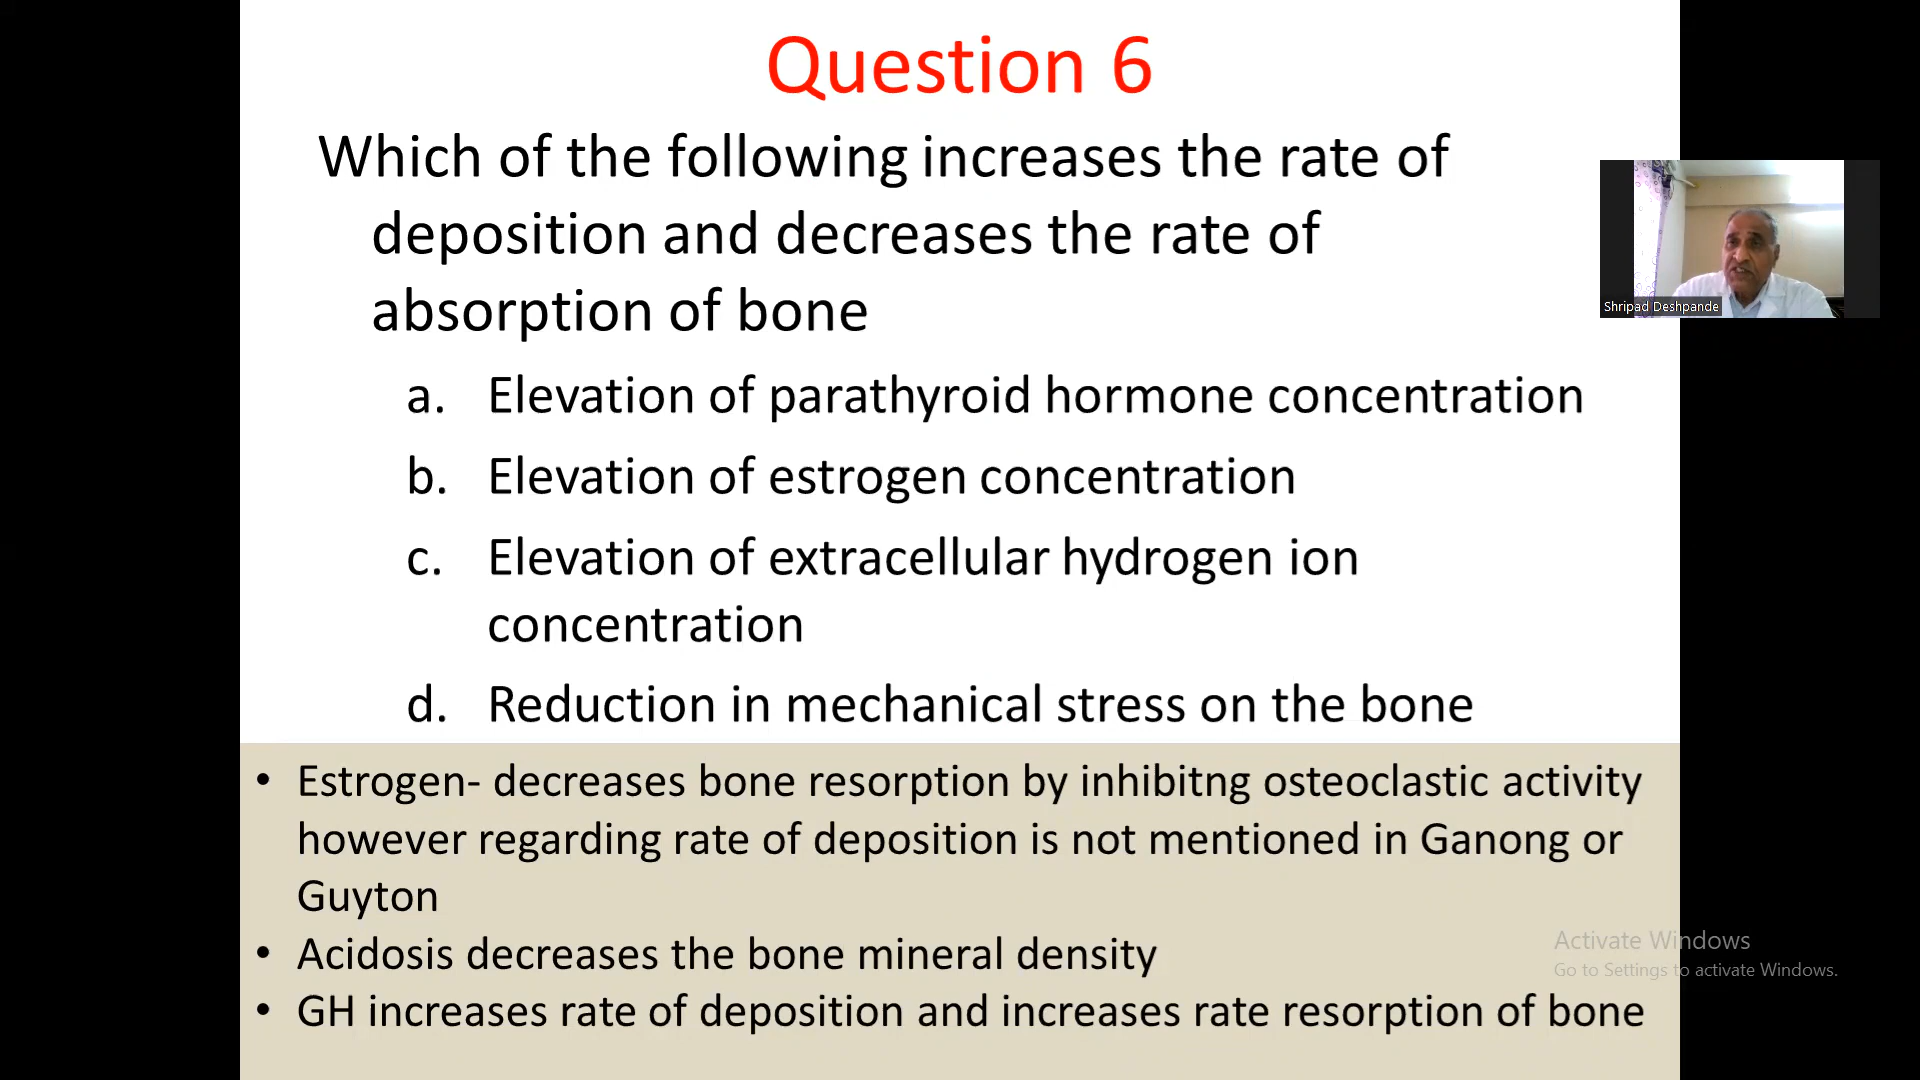 Question 6
Which of the following increases the rate of
deposition and decreases the rate of
absorption of bone
a. Elevation of parathyroid hormone concentration
b. Elevation of estrogen concentration
c. Elevation of extracellular hydrogen ion
concentration
d. Reduction in mechanical stress on the bone
• Estrogen- decreases bone resorption by inhibitng osteoclastic activity
however regarding rate of deposition is not mentioned in Ganong or
Guyton
• Acidosis decreases the bone mineral density
• GH increases rate of deposition and increases rate resorption of bone
Shripad Deshpande
Activate Windows
Go to Settings to activate Windows.